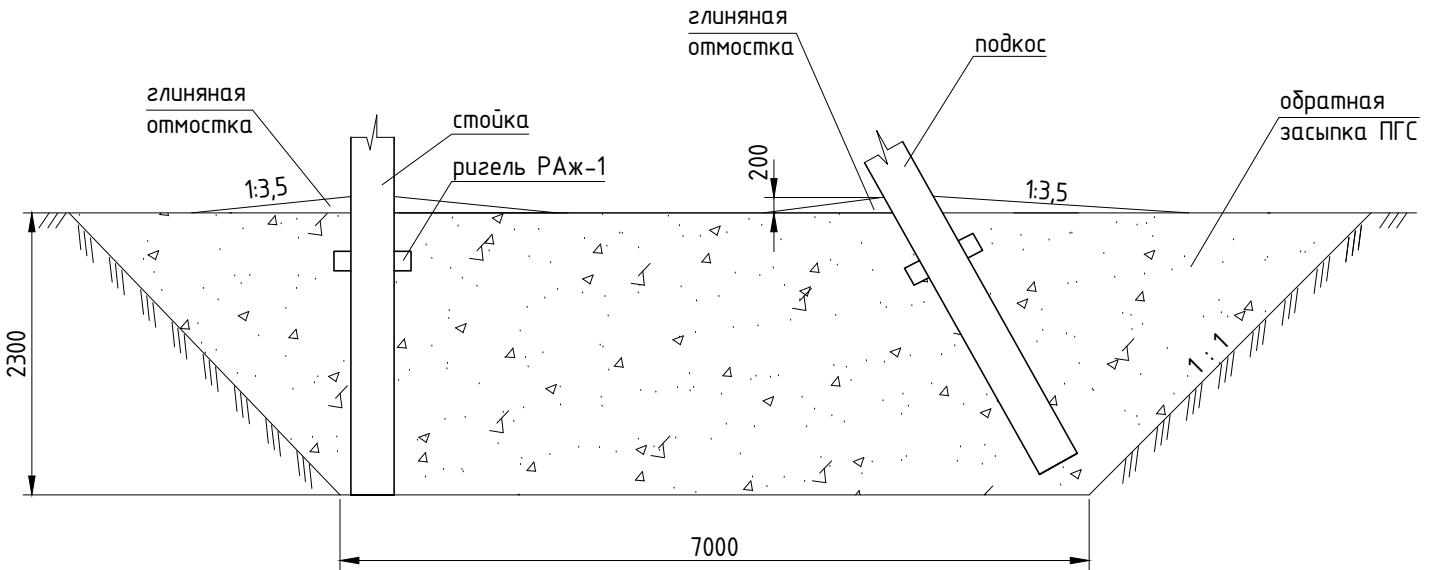 глиняная
отмостка
подкос
глиняная
отмостка
стойка
обратная
засыпка ПГС
ригель РАж-1
200
1:3,5
1:3,5
2300
1 : 1
7000